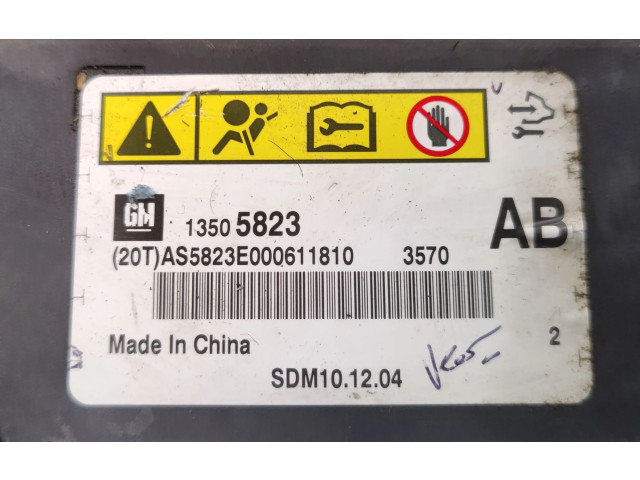 GM 1350 5823 AB
(20T)AS5823E000611810 3570
Made In China 2
SDM10.12.04